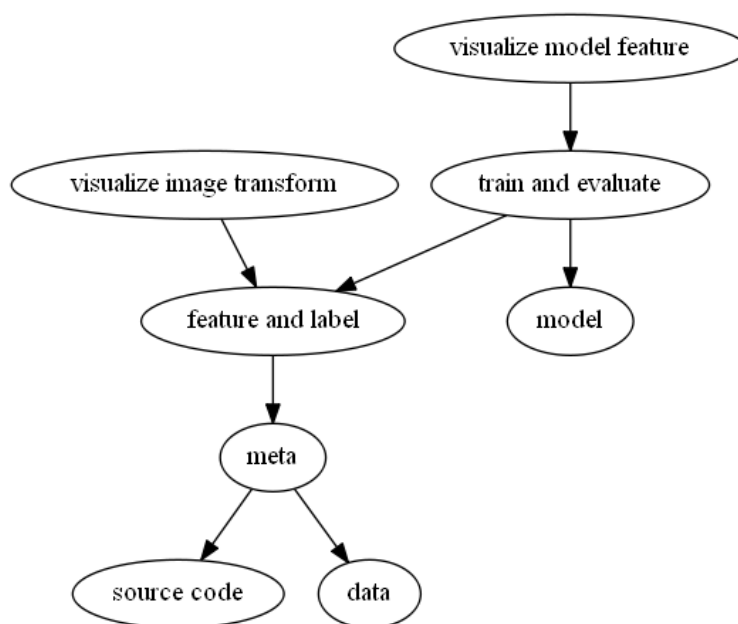 visualize model feature
visualize image transform
train and evaluate
feature and label
model
meta
source code
data